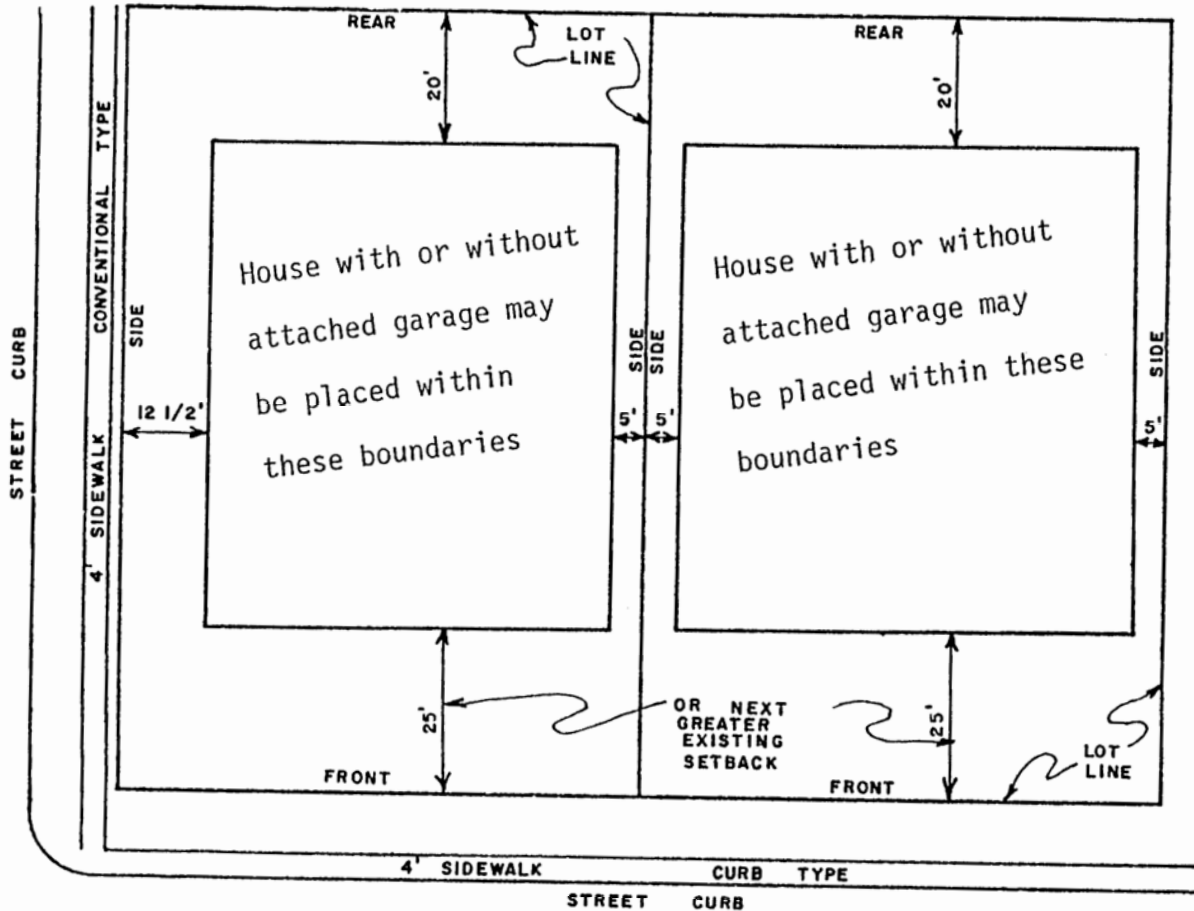 REAR
LOT
LINE
REAR
20'
20'
STREET CURB
4' SIDEWALK CONVENTIONAL TYPE
SIDE
House with or without
attached garage may
be placed within
these boundaries
SIDE
SIDE
House with or without
attached garage may
be placed within these
boundaries
SIDE
12 1/2'
5'
5'
5'
25'
OR NEXT
GREATER
EXISTING
SETBACK
25'
LOT
LINE
FRONT
FRONT
4' SIDEWALK CURB TYPE
STREET CURB